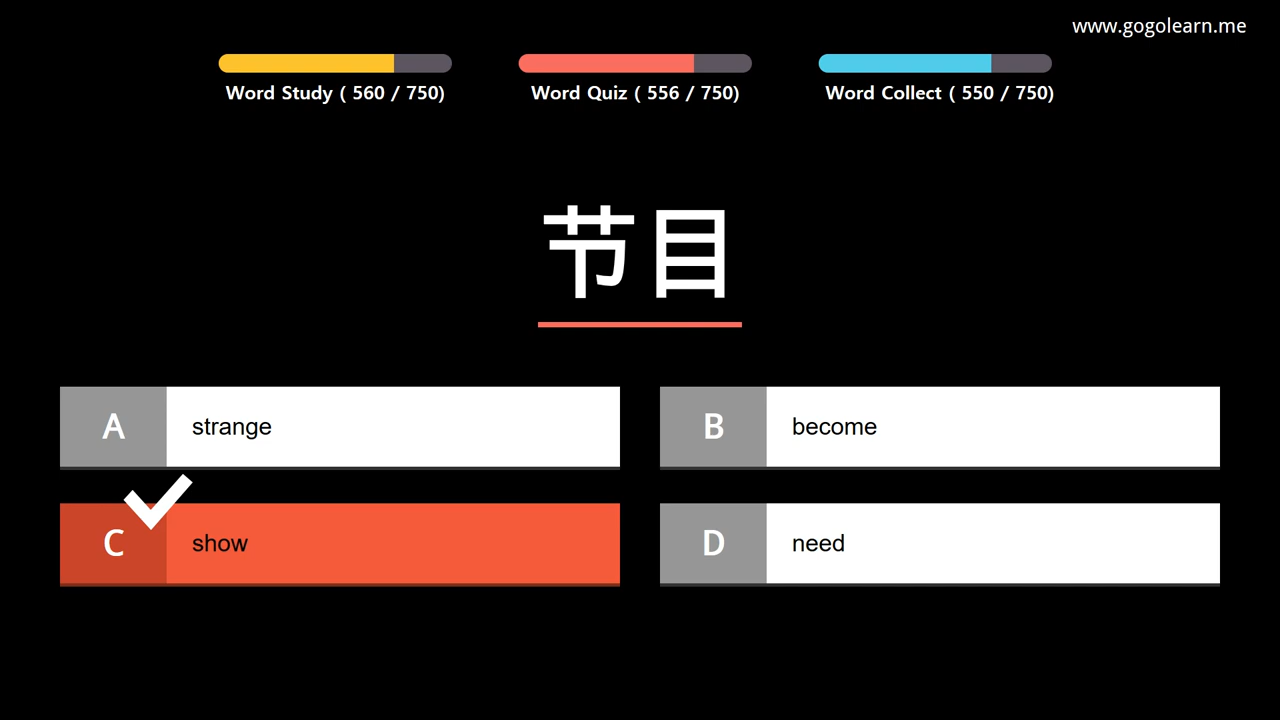 www.gogolearn.me
Word Study ( 560 / 750)
Word Quiz ( 556 / 750)
Word Collect ( 550 / 750)
节目
A strange
B become
C show
D need